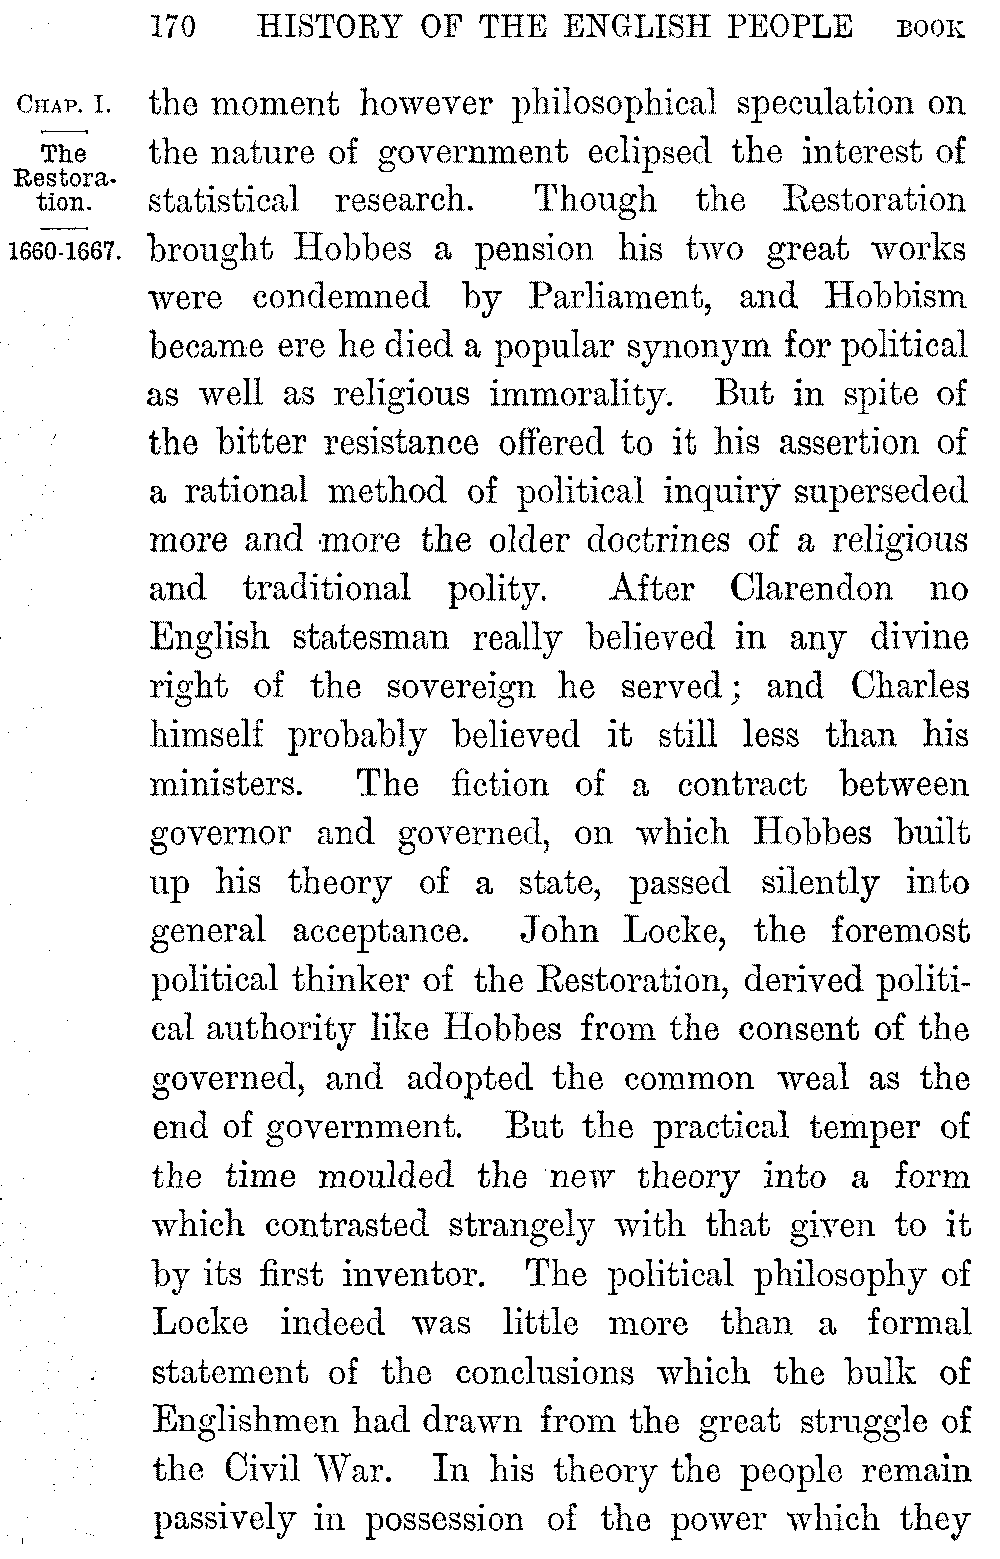 170 HISTORY OF THE ENGLISH PEOPLE BOOK
CHAP. I.
The
Restora-
tion.
1660-1667.
the moment however philosophical speculation on
the nature of government eclipsed the interest of
statistical research. Though the Restoration
brought Hobbes a pension his two great works
were condemned by Parliament, and Hobbism
became ere he died a popular synonym for political
as well as religious immorality. But in spite of
the bitter resistance offered to it his assertion of
a rational method of political inquiry superseded
more and more the older doctrines of a religious
and traditional polity. After Clarendon no
English statesman really believed in any divine
right of the sovereign he served; and Charles
himself probably believed it still less than his
ministers. The fiction of a contract between
governor and governed, on which Hobbes built
up his theory of a state, passed silently into
general acceptance. John Locke, the foremost
political thinker of the Restoration, derived politi-
cal authority like Hobbes from the consent of the
governed, and adopted the common weal as the
end of government. But the practical temper of
the time moulded the new theory into a form
which contrasted strangely with that given to it
by its first inventor. The political philosophy of
Locke indeed was little more than a formal
statement of the conclusions which the bulk of
Englishmen had drawn from the great struggle of
the Civil War. In his theory the people remain
passively in possession of the power which they